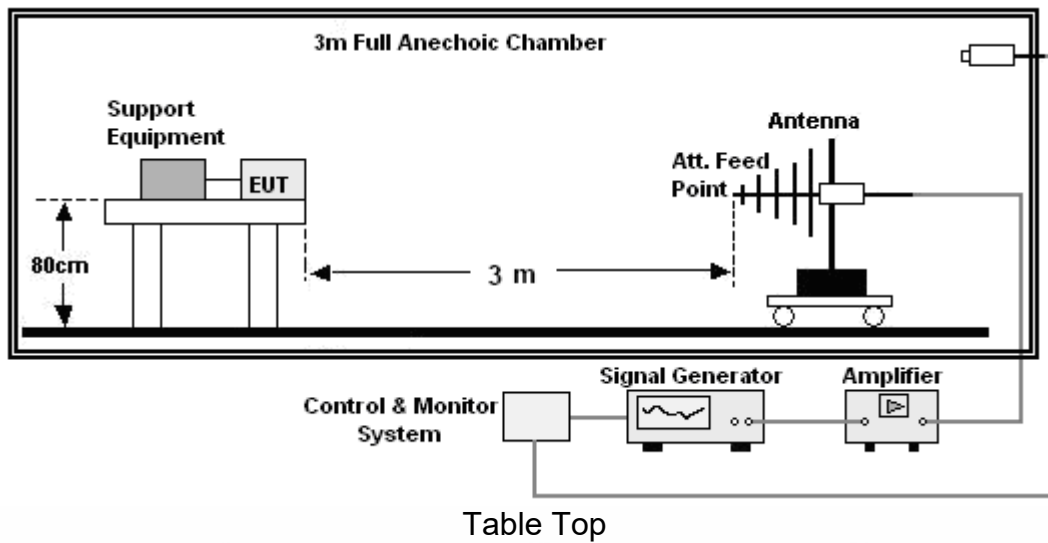 3m Full Anechoic Chamber
Support
Equipment
EUT
80cm
3 m
Antenna
Att. Feed
Point
Signal Generator
Amplifier
Control & Monitor
System
Table Top